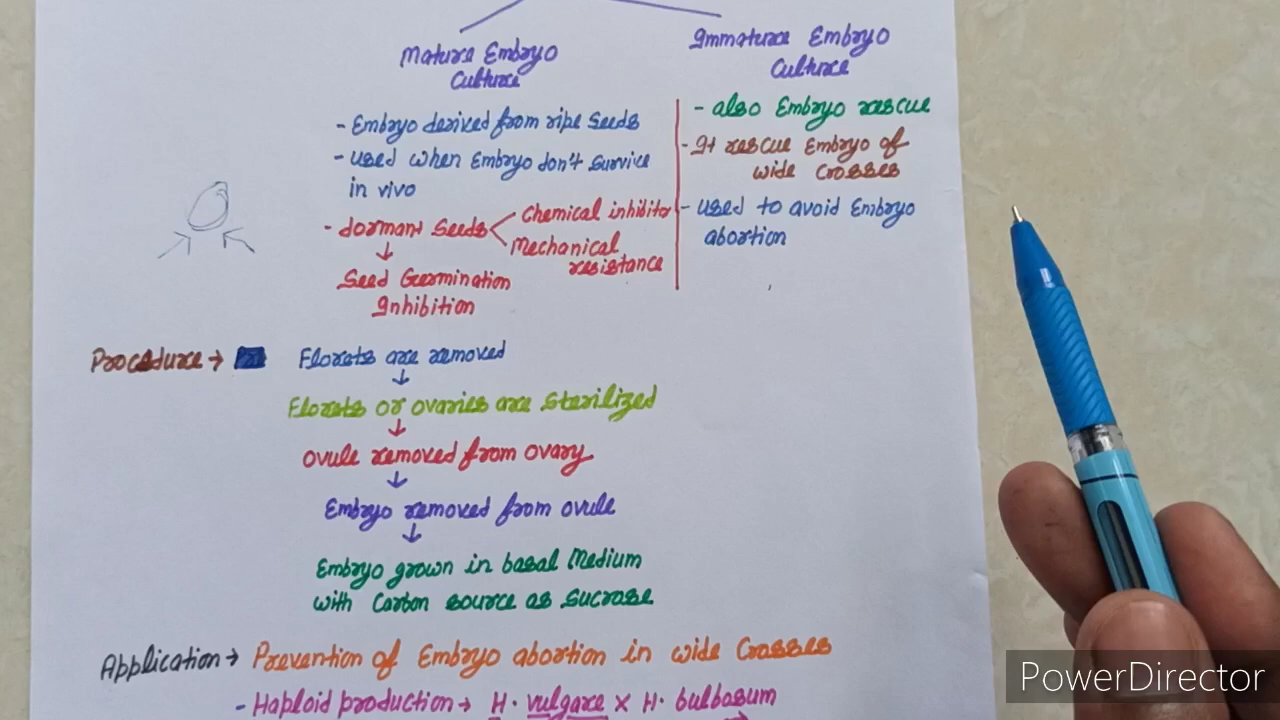 Mature Embryo
Culture
- Embryo derived from ripe seeds
- used when Embryo don't survice
in vivo
- dormant seeds
Chemical inhibitor
Mechanical
resistance
↓
Seed Germination
Inhibition
Immature Embryo
Culture
- also Embryo rescue
- It rescue Embryo of
wide crosses
- used to avoid Embryo
abortion
Procedure →
Florets are removed
↓
Florets or ovaries are sterilized
↓
Ovule removed from ovary
↓
Embryo removed from ovule
↓
Embryo grown in basal Medium
with Carbon source as sucrose
Application → Prevention of Embryo abortion in wide Crosses
- Haploid production → H. vulgare x H. bulbosum
PowerDirector